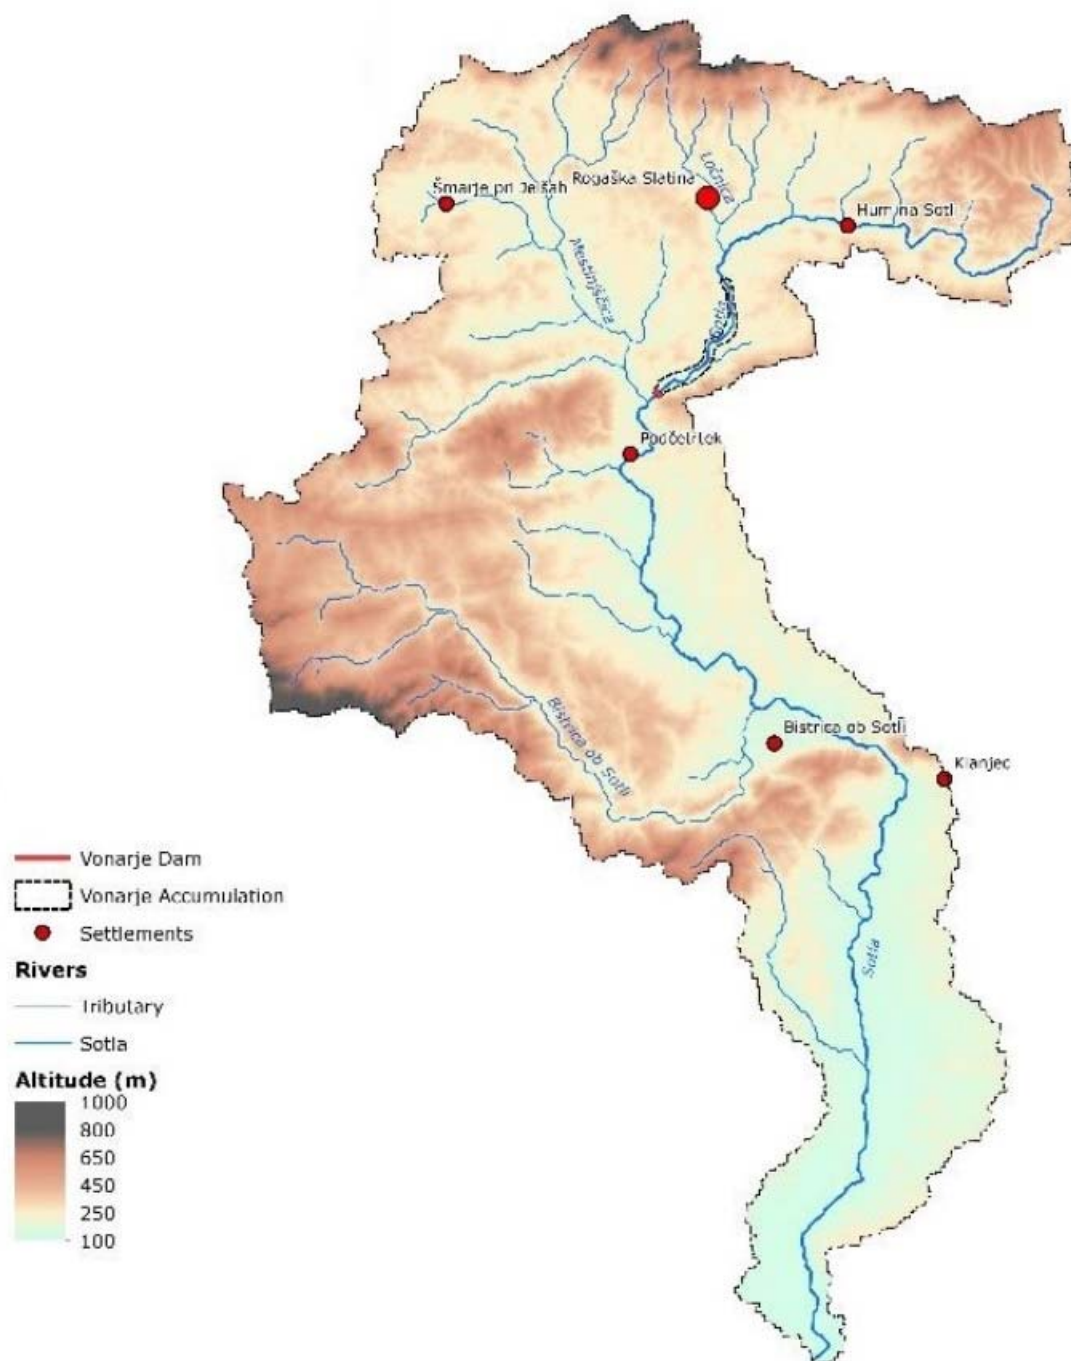 Ločnica
Rogaška Slatina
Šmarje pri Jelšah
Hum na Sotli
Mestinjščica
Sotla
Podčetrtek
Bistrica ob Sotli
Bistrica ob Sotli
Klanjec
Sotla
Vonarje Dam
Vonarje Accumulation
Settlements
Rivers
Tributary
Sotla
Altitude (m)
1000
800
650
450
250
100